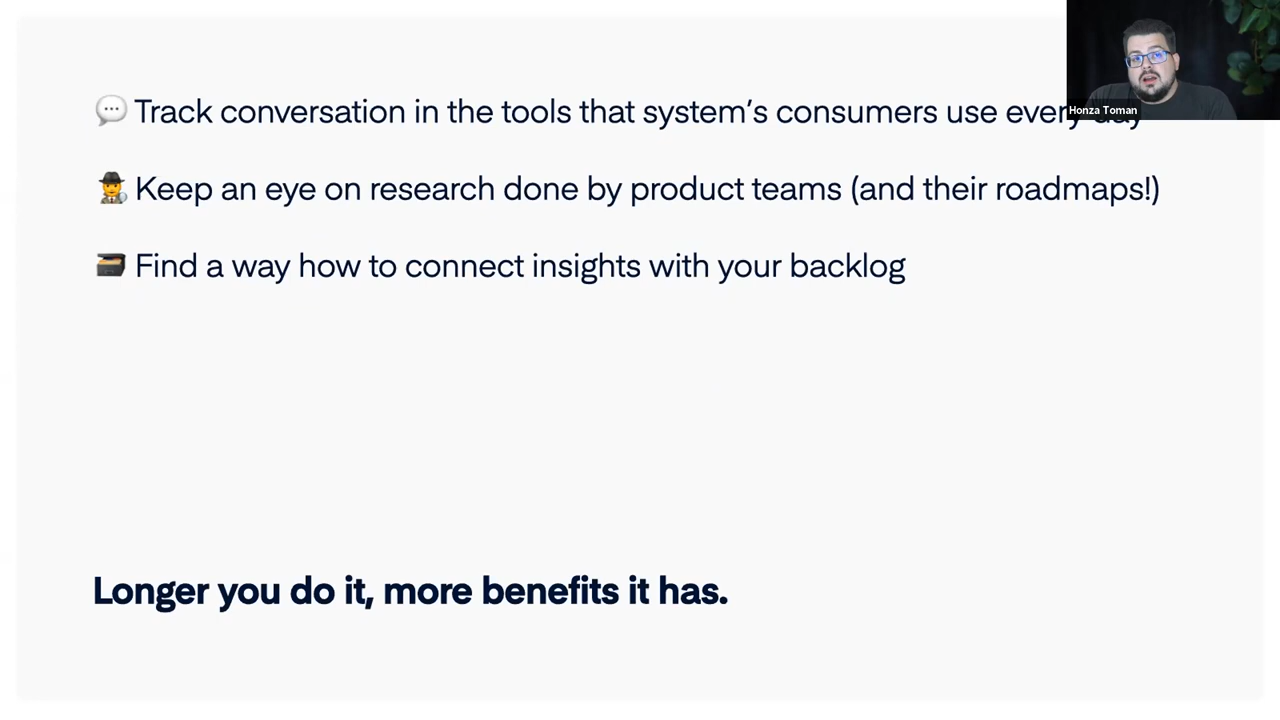 Track conversation in the tools that system's consumers use every day
Honza Toman
Keep an eye on research done by product teams (and their roadmaps!)
Find a way how to connect insights with your backlog
Longer you do it, more benefits it has.